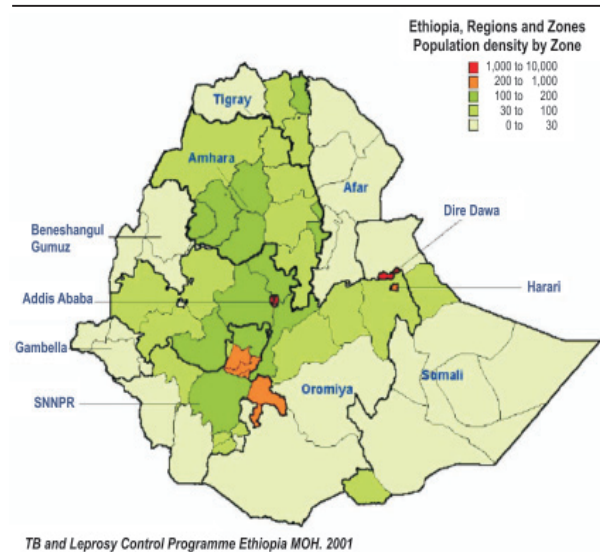 Ethiopia, Regions and Zones
Population density by Zone
1,000 to 10,000
200 to 1,000
100 to 200
30 to 100
0 to 30
Tigray
Amhara
Afar
Beneshangul
Gumuz
Dire Dawa
Addis Ababa
Harari
Gambella
SNNPR
Oromiya
Somali
TB and Leprosy Control Programme Ethiopia MOH. 2001